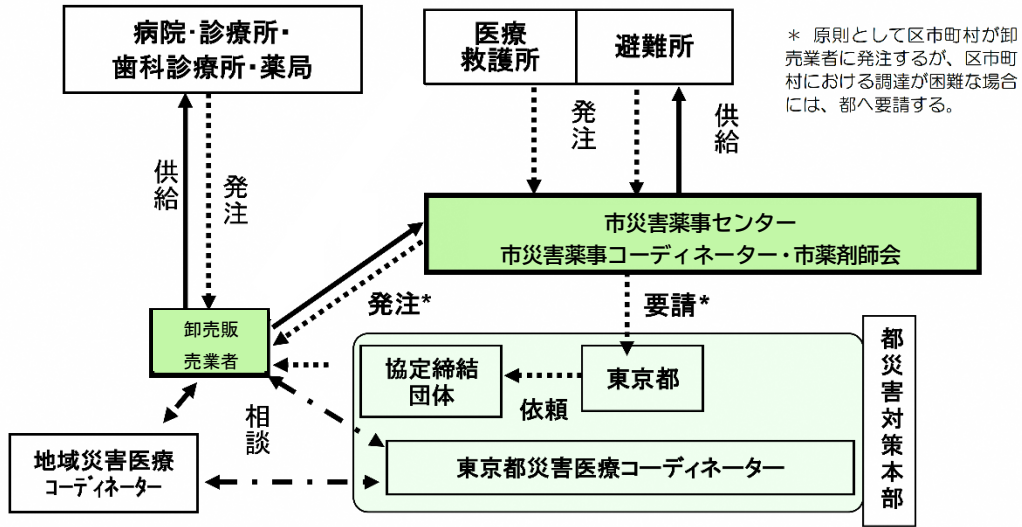 病院・診療所・
歯科診療所・薬局
医療
救護所
避難所
＊ 原則として区市町村が卸
売業者に発注するが、区市町
村における調達が困難な場合
には、都へ要請する。
供給
発注
発注
供給
市災害薬事センター
市災害薬事コーディネーター・市薬剤師会
発注*
要請*
卸売販
売業者
協定締結
団体
依頼
東京都
都災害対策本部
相談
地域災害医療
コーディネーター
東京都災害医療コーディネーター